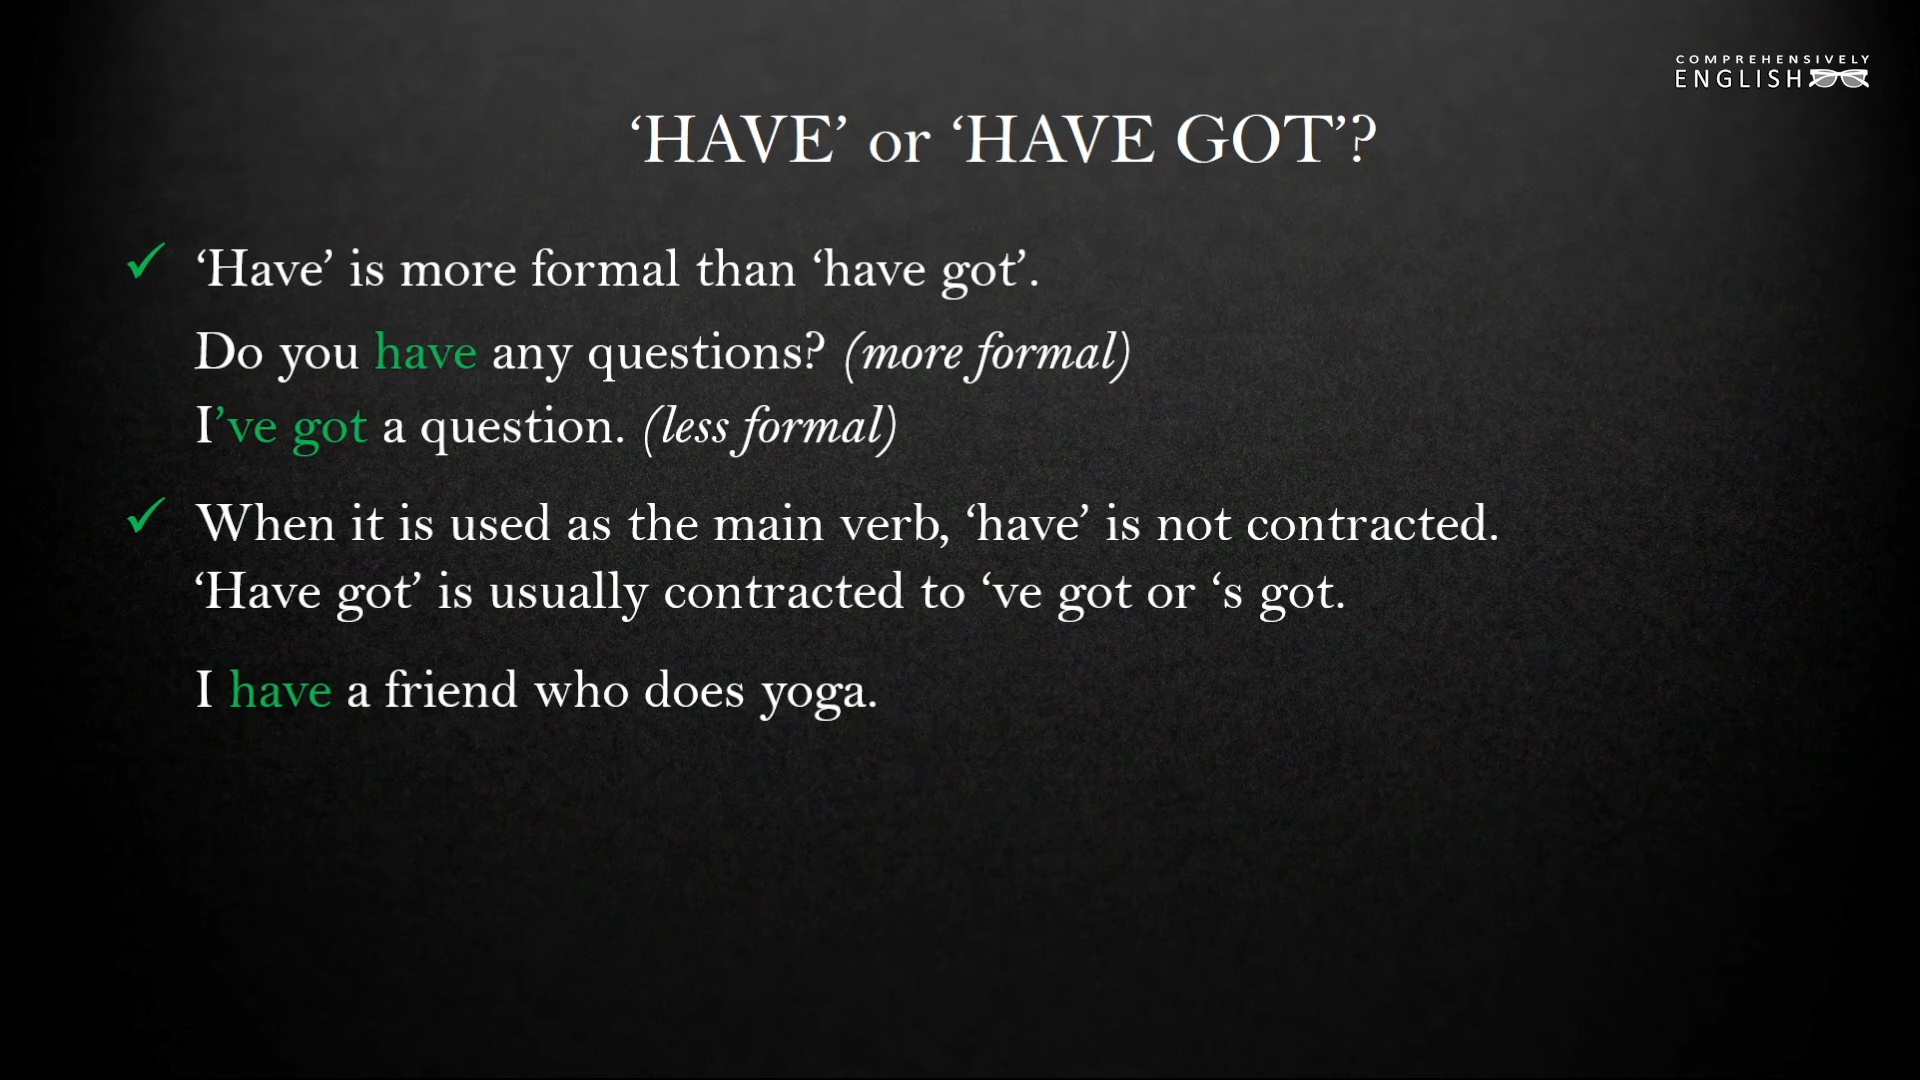 COMPREHENSIVELY
ENGLISH
‘HAVE’ or ‘HAVE GOT’?
‘Have’ is more formal than ‘have got’.
Do you have any questions? (more formal)
I’ve got a question. (less formal)
When it is used as the main verb, ‘have’ is not contracted.
‘Have got’ is usually contracted to ‘ve got or ‘s got.
I have a friend who does yoga.